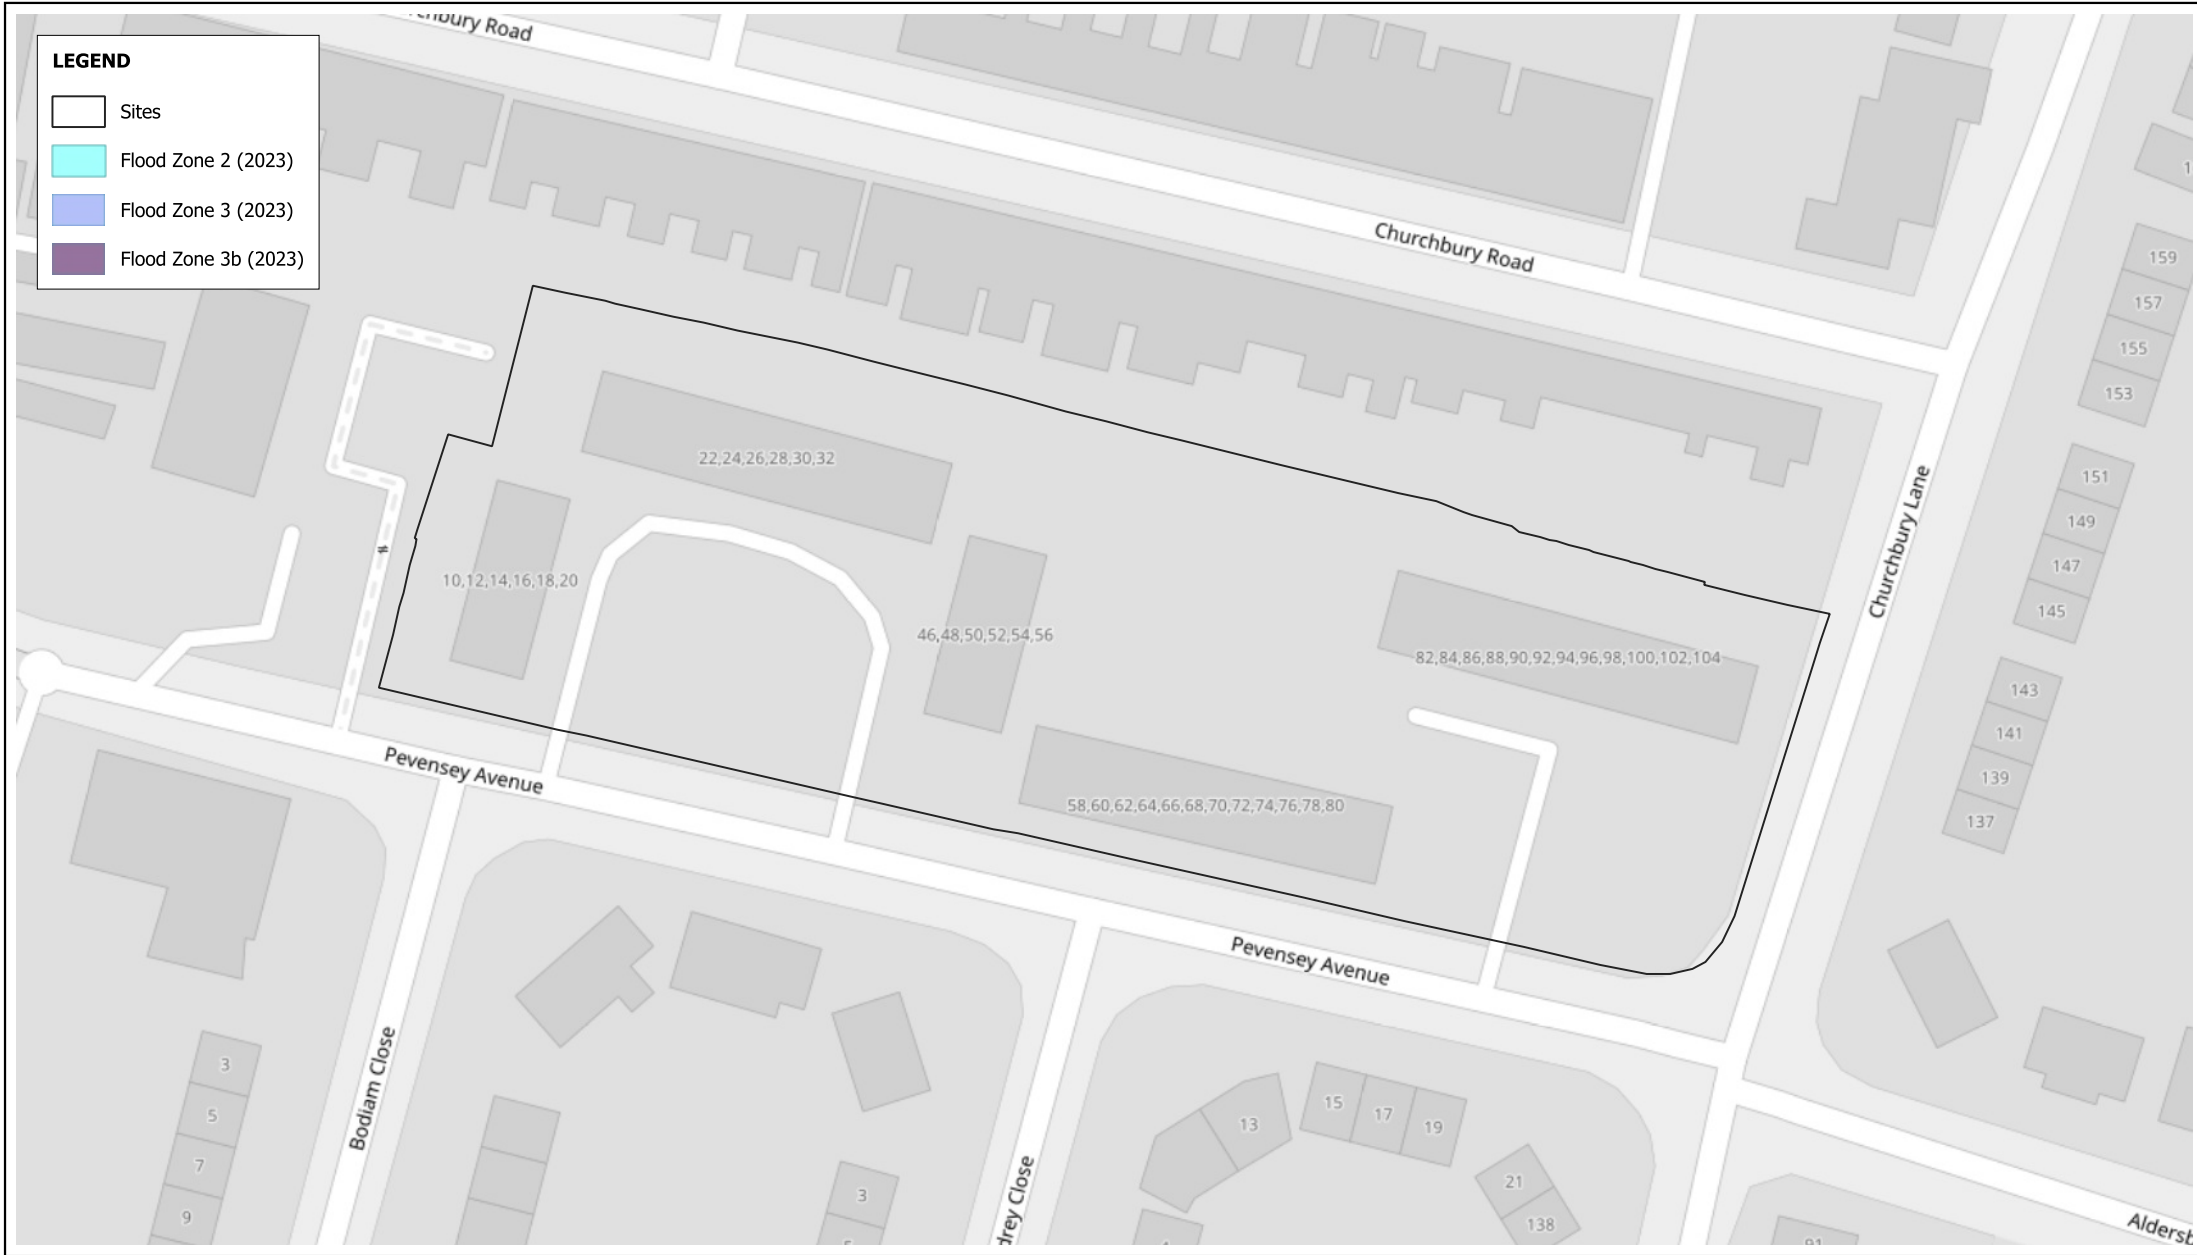 LEGEND
Sites
Flood Zone 2 (2023)
Flood Zone 3 (2023)
Flood Zone 3b (2023)
Road
Churchbury Road
Churchbury Lane
159
157
155
153
151
149
147
145
143
141
139
137
22,24,26,28,30,32
10,12,14,16,18,20
46,48,50,52,54,56
82,84,86,88,90,92,94,96,98,100,102,104
58,60,62,64,66,68,70,72,74,76,78,80
Pevensey Avenue
Pevensey Avenue
Bodiam Close
3
5
7
9
Close
3
13
15
17
19
21
138